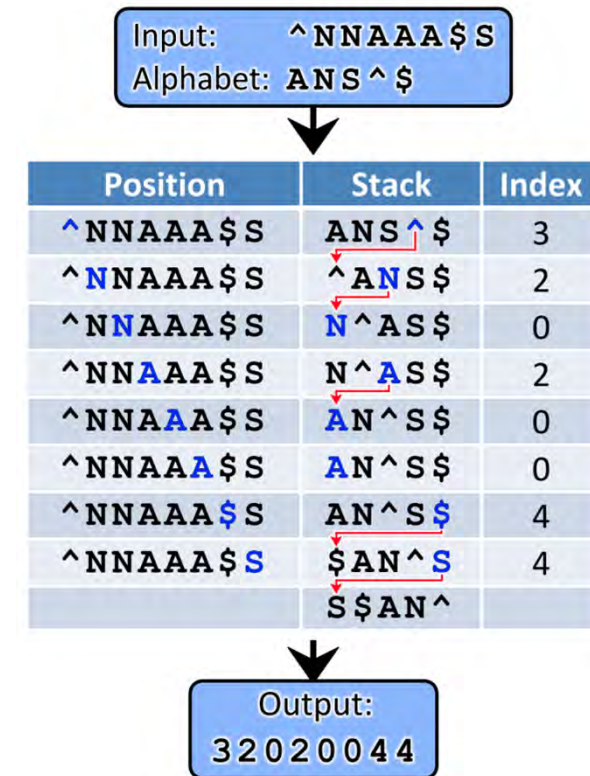 Input: ^NNAAA$S
Alphabet: ANS^$
Position Stack Index
^NNAAA$S ANS^$ 3
^NNAAA$S ^ANS$ 2
^NNAAA$S N^AS$ 0
^NNAAA$S N^AS$ 2
^NNAAA$S AN^S$ 0
^NNAAA$S AN^S$ 0
^NNAAA$S AN^S$ 4
^NNAAA$S $AN^S 4
S$AN^
Output:
32020044